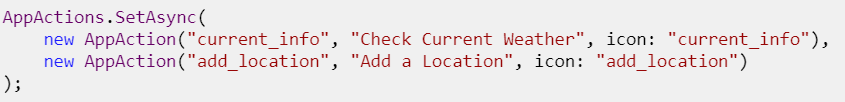 AppActions.SetAsync(
    new AppAction("current_info", "Check Current Weather", icon: "current_info"),
    new AppAction("add_location", "Add a Location", icon: "add_location")
);